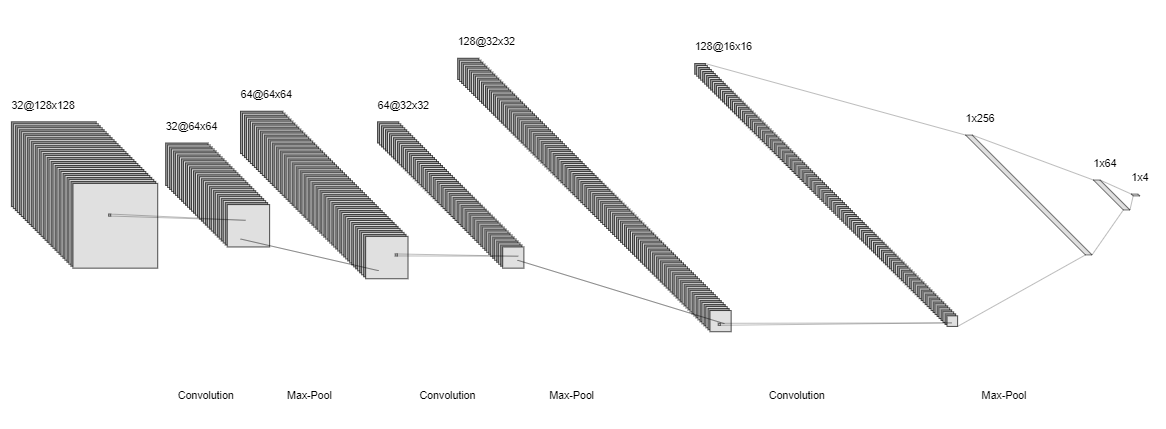 32@128x128
32@64x64
64@64x64
64@32x32
128@32x32
128@16x16
1x256
1x64
1x4
Convolution
Max-Pool
Convolution
Max-Pool
Convolution
Max-Pool